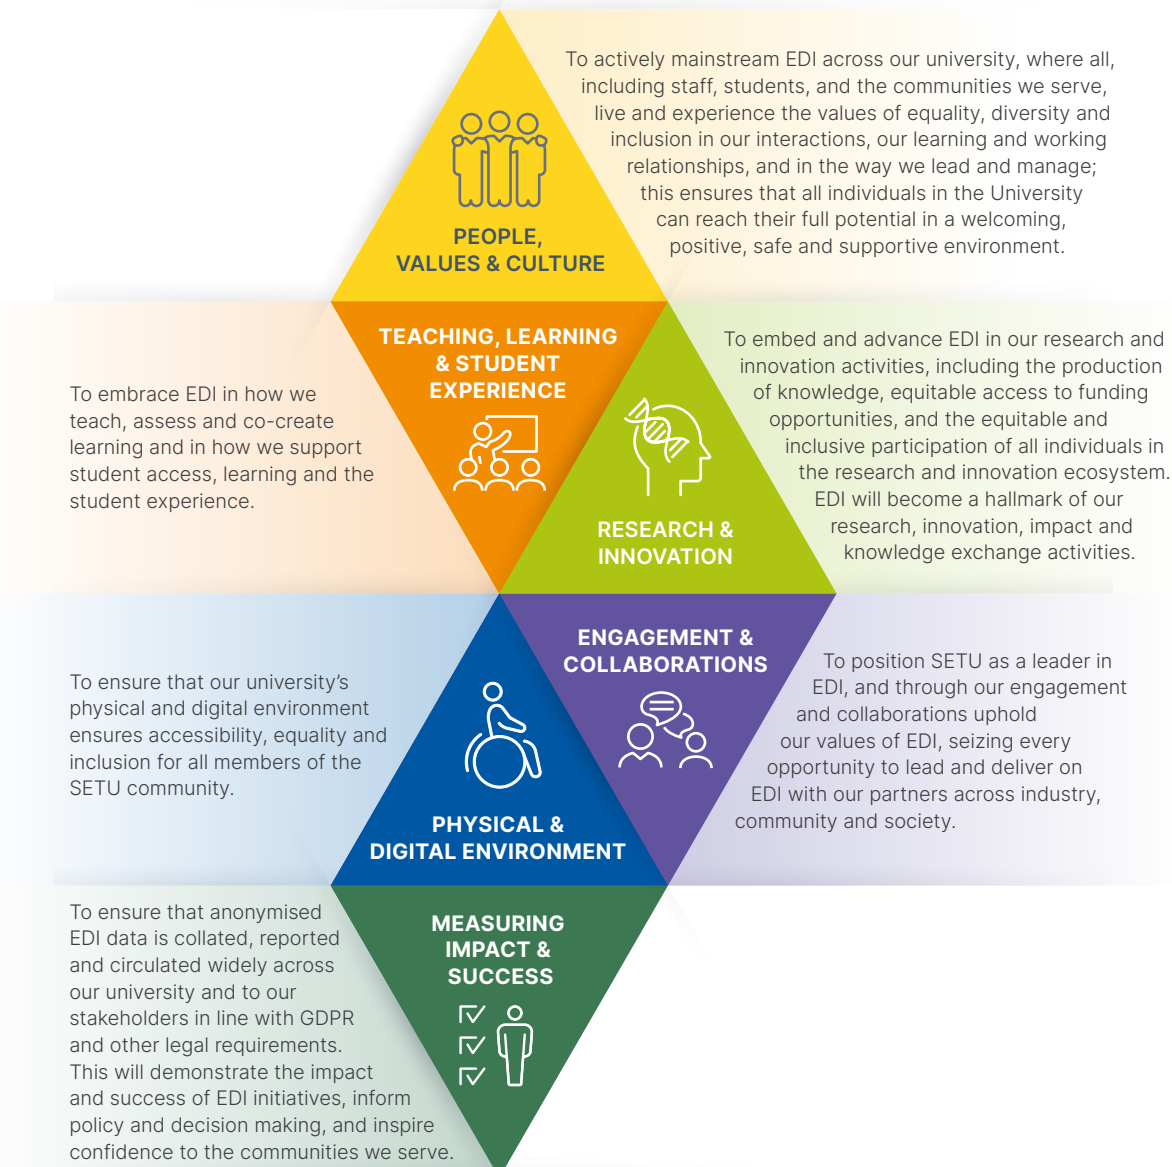 To actively mainstream EDI across our university, where all,
including staff, students, and the communities we serve,
live and experience the values of equality, diversity and
inclusion in our interactions, our learning and working
relationships, and in the way we lead and manage;
this ensures that all individuals in the University
can reach their full potential in a welcoming,
positive, safe and supportive environment.
PEOPLE,
VALUES & CULTURE
TEACHING, LEARNING
& STUDENT
EXPERIENCE
To embrace EDI in how we
teach, assess and co-create
learning and in how we support
student access, learning and the
student experience.
To embed and advance EDI in our research and
innovation activities, including the production
of knowledge, equitable access to funding
opportunities, and the equitable and
inclusive participation of all individuals in
the research and innovation ecosystem.
EDI will become a hallmark of our
research, innovation, impact and
knowledge exchange activities.
RESEARCH &
INNOVATION
ENGAGEMENT &
COLLABORATIONS
To position SETU as a leader in
EDI, and through our engagement
and collaborations uphold
our values of EDI, seizing every
opportunity to lead and deliver on
EDI with our partners across industry,
community and society.
To ensure that our university’s
physical and digital environment
ensures accessibility, equality and
inclusion for all members of the
SETU community.
PHYSICAL &
DIGITAL ENVIRONMENT
MEASURING
IMPACT &
SUCCESS
To ensure that anonymised
EDI data is collated, reported
and circulated widely across
our university and to our
stakeholders in line with GDPR
and other legal requirements.
This will demonstrate the impact
and success of EDI initiatives, inform
policy and decision making, and inspire
confidence to the communities we serve.